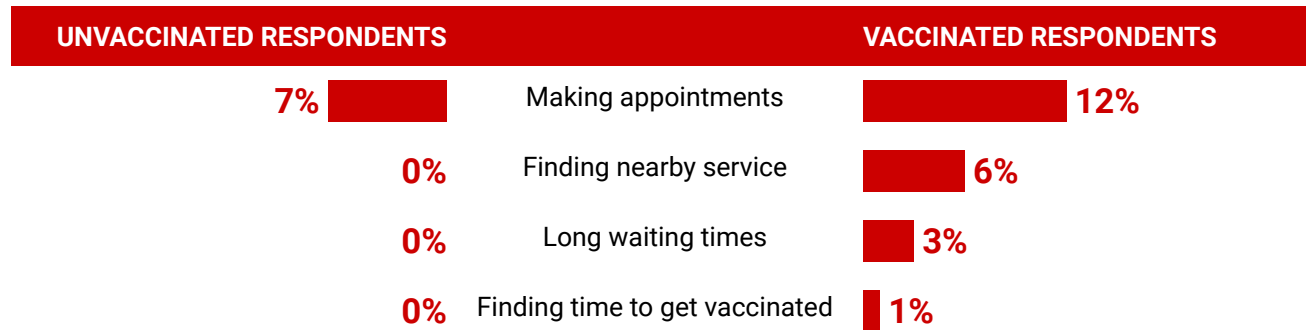 UNVACCINATED RESPONDENTS VACCINATED RESPONDENTS
7% Making appointments 12%
0% Finding nearby service 6%
0% Long waiting times 3%
0% Finding time to get vaccinated 1%